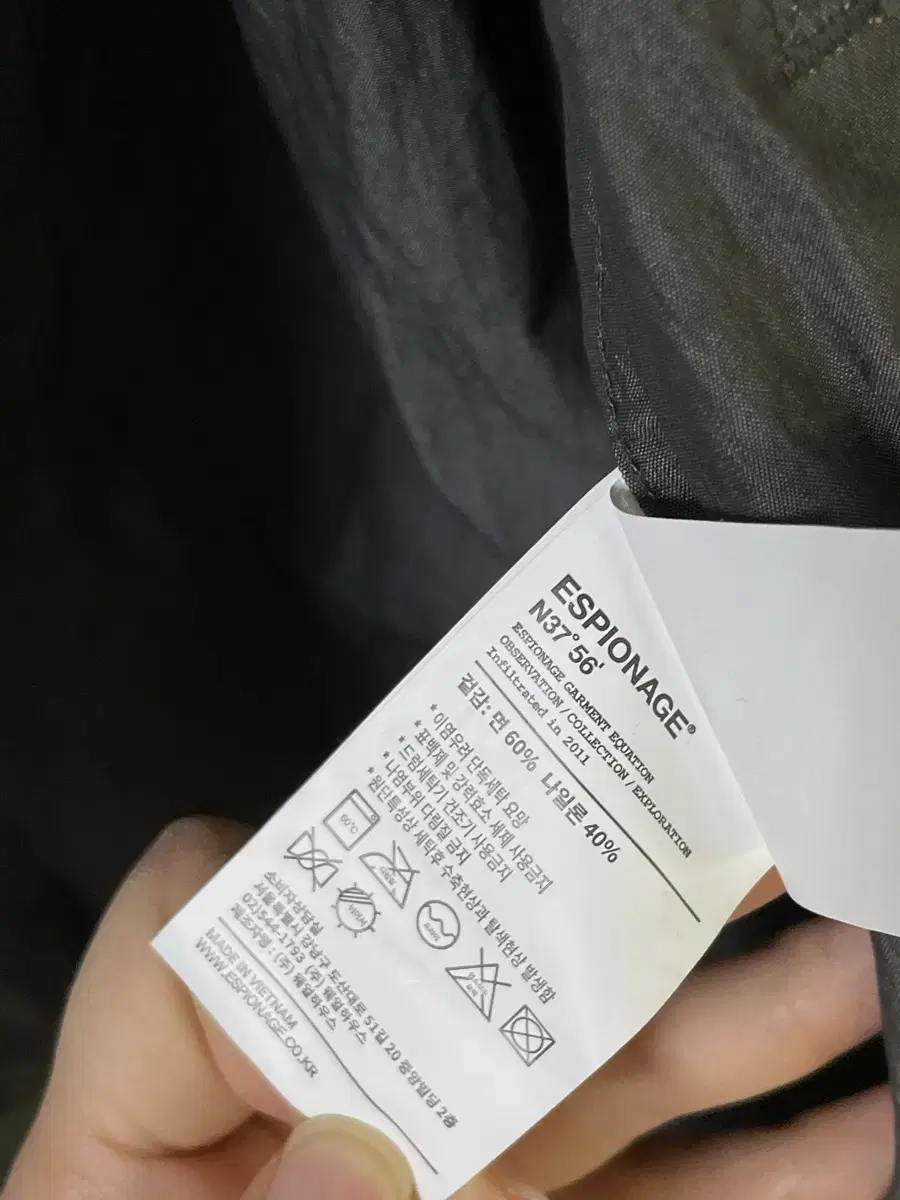 ESPIONAGE®
N37°56'
ESPIONAGE GARMENT EQUATION
OBSERVATION / COLLECTION / EXPLORATION
Infiltrated in 2011
겉감: 면 60% 나일론 40%
* 이염우려 단독세탁 요망
* 표백제 및 강력효소 세제 사용금지
* 드럼세탁기 건조기 사용금지
* 나염부위 다림질 금지
* 원단특성상 세탁후 수축현상과 탈색현상 발생함
60℃
소비자상담실
서울특별시 강남구 도산대로 51길 20 중앙빌딩 2층
02)544-1793 (주) 웨일하우스
제조자명 : (주) 웨일하우스
MADE IN VIETNAM
WWW.ESPIONAGE.CO.KR